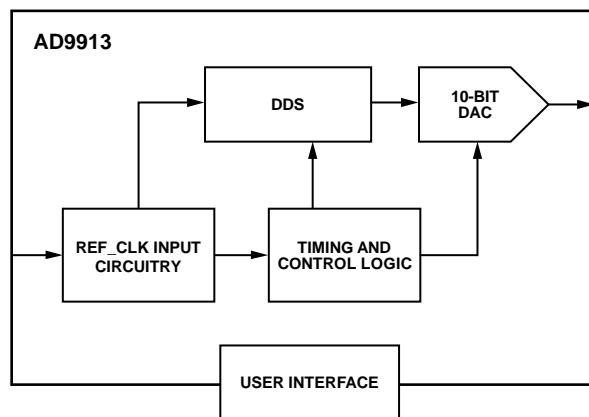 AD9913
DDS
10-BIT
DAC
REF_CLK INPUT
CIRCUITRY
TIMING AND
CONTROL LOGIC
USER INTERFACE